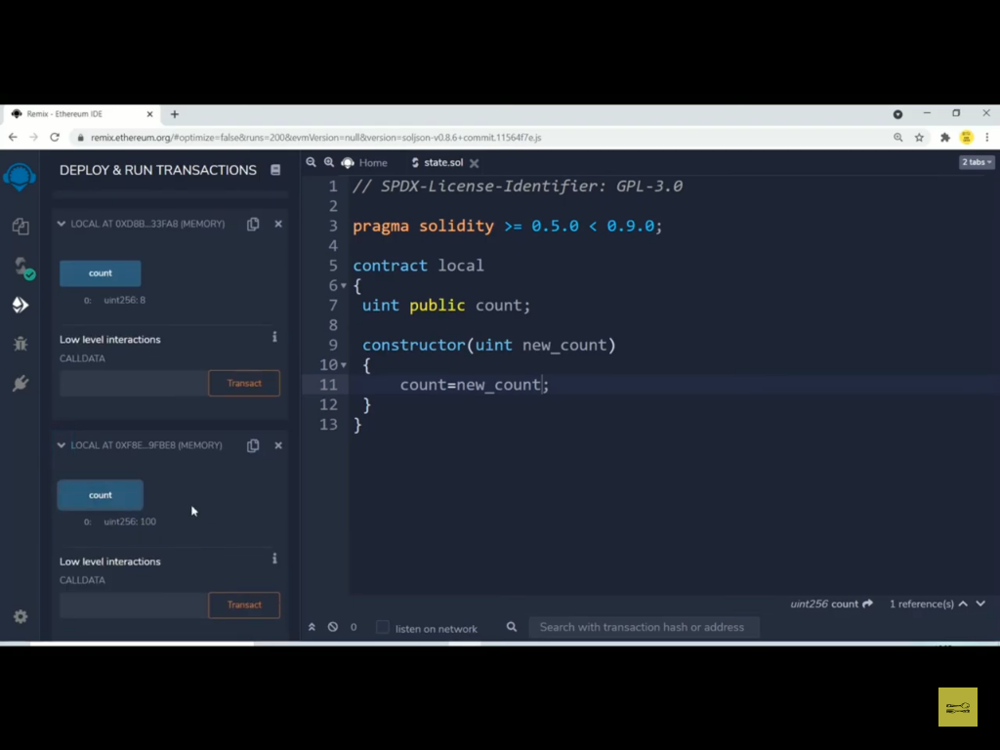 Remix - Ethereum IDE
remix.ethereum.org/#optimize=false&runs=200&evmVersion=null&version=soljson-v0.8.6+commit.11564f7e.js
DEPLOY & RUN TRANSACTIONS
Home
state.sol
2 tabs
LOCAL AT 0XD8B...33FA8 (MEMORY)
count
0: uint256: 8
Low level interactions
CALLDATA
Transact
LOCAL AT 0XF8E...9FBE8 (MEMORY)
count
0: uint256: 100
Low level interactions
CALLDATA
Transact
1 // SPDX-License-Identifier: GPL-3.0
2
3 pragma solidity >= 0.5.0 < 0.9.0;
4
5 contract local
6 {
7 uint public count;
8
9 constructor(uint new_count)
10 {
11 count=new_count;
12 }
13 }
uint256 count 1 reference(s)
0 listen on network Search with transaction hash or address